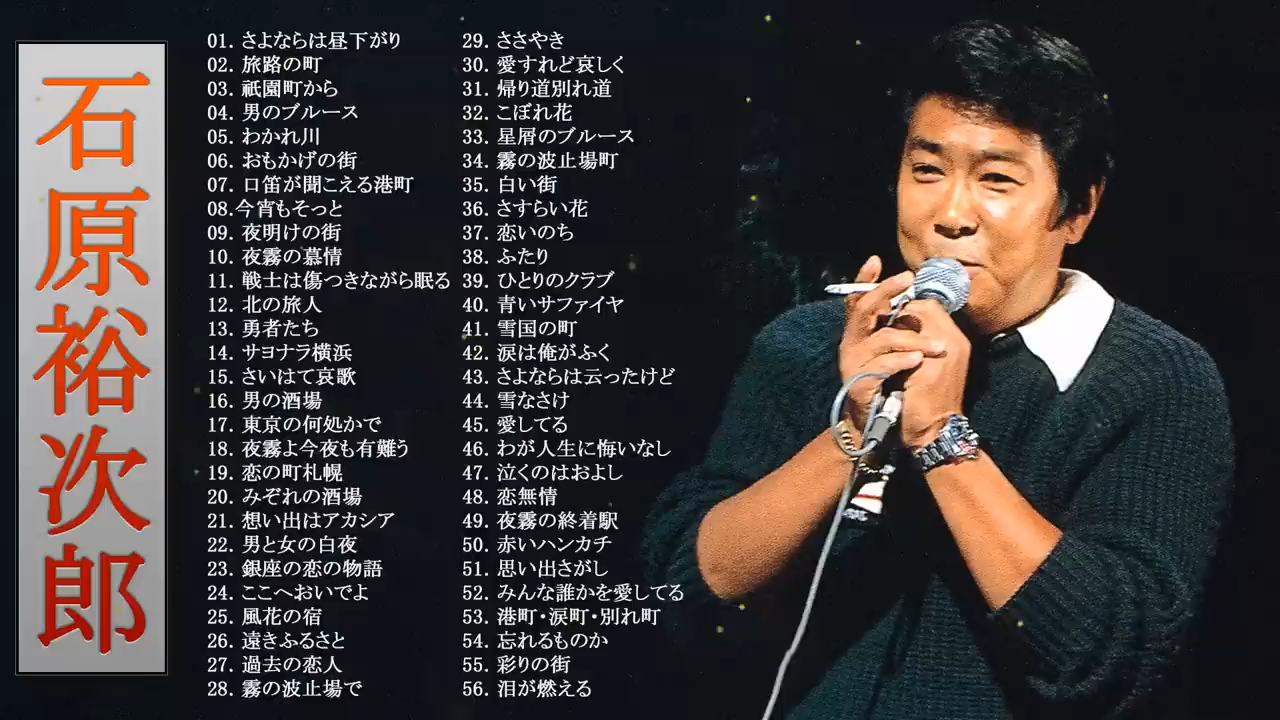 石原裕次郎
01. さよならは昼下がり
02. 旅路の町
03. 祇園町から
04. 男のブルース
05. わかれ川
06. おもかげの街
07. 口笛が聞こえる港町
08.今宵もそっと
09. 夜明けの街
10. 夜霧の慕情
11. 戦士は傷つきながら眠る
12. 北の旅人
13. 勇者たち
14. サヨナラ横浜
15. さいはて哀歌
16. 男の酒場
17. 東京の何処かで
18. 夜霧よ今夜も有難う
19. 恋の町札幌
20. みぞれの酒場
21. 想い出はアカシア
22. 男と女の白夜
23. 銀座の恋の物語
24. ここへおいでよ
25. 風花の宿
26. 遠きふるさと
27. 過去の恋人
28. 霧の波止場で
29. ささやき
30. 愛すれど哀しく
31. 帰り道別れ道
32. こぼれ花
33. 星屑のブルース
34. 霧の波止場町
35. 白い街
36. さすらい花
37. 恋いのち
38. ふたり
39. ひとりのクラブ
40. 青いサファイヤ
41. 雪国の町
42. 涙は俺がふく
43. さよならは云ったけど
44. 雪なさけ
45. 愛してる
46. わが人生に悔いなし
47. 泣くのはおよし
48. 恋無情
49. 夜霧の終着駅
50. 赤いハンカチ
51. 思い出さがし
52. みんな誰かを愛してる
53. 港町・涙町・別れ町
54. 忘れるものか
55. 彩りの街
56. 泪が燃える